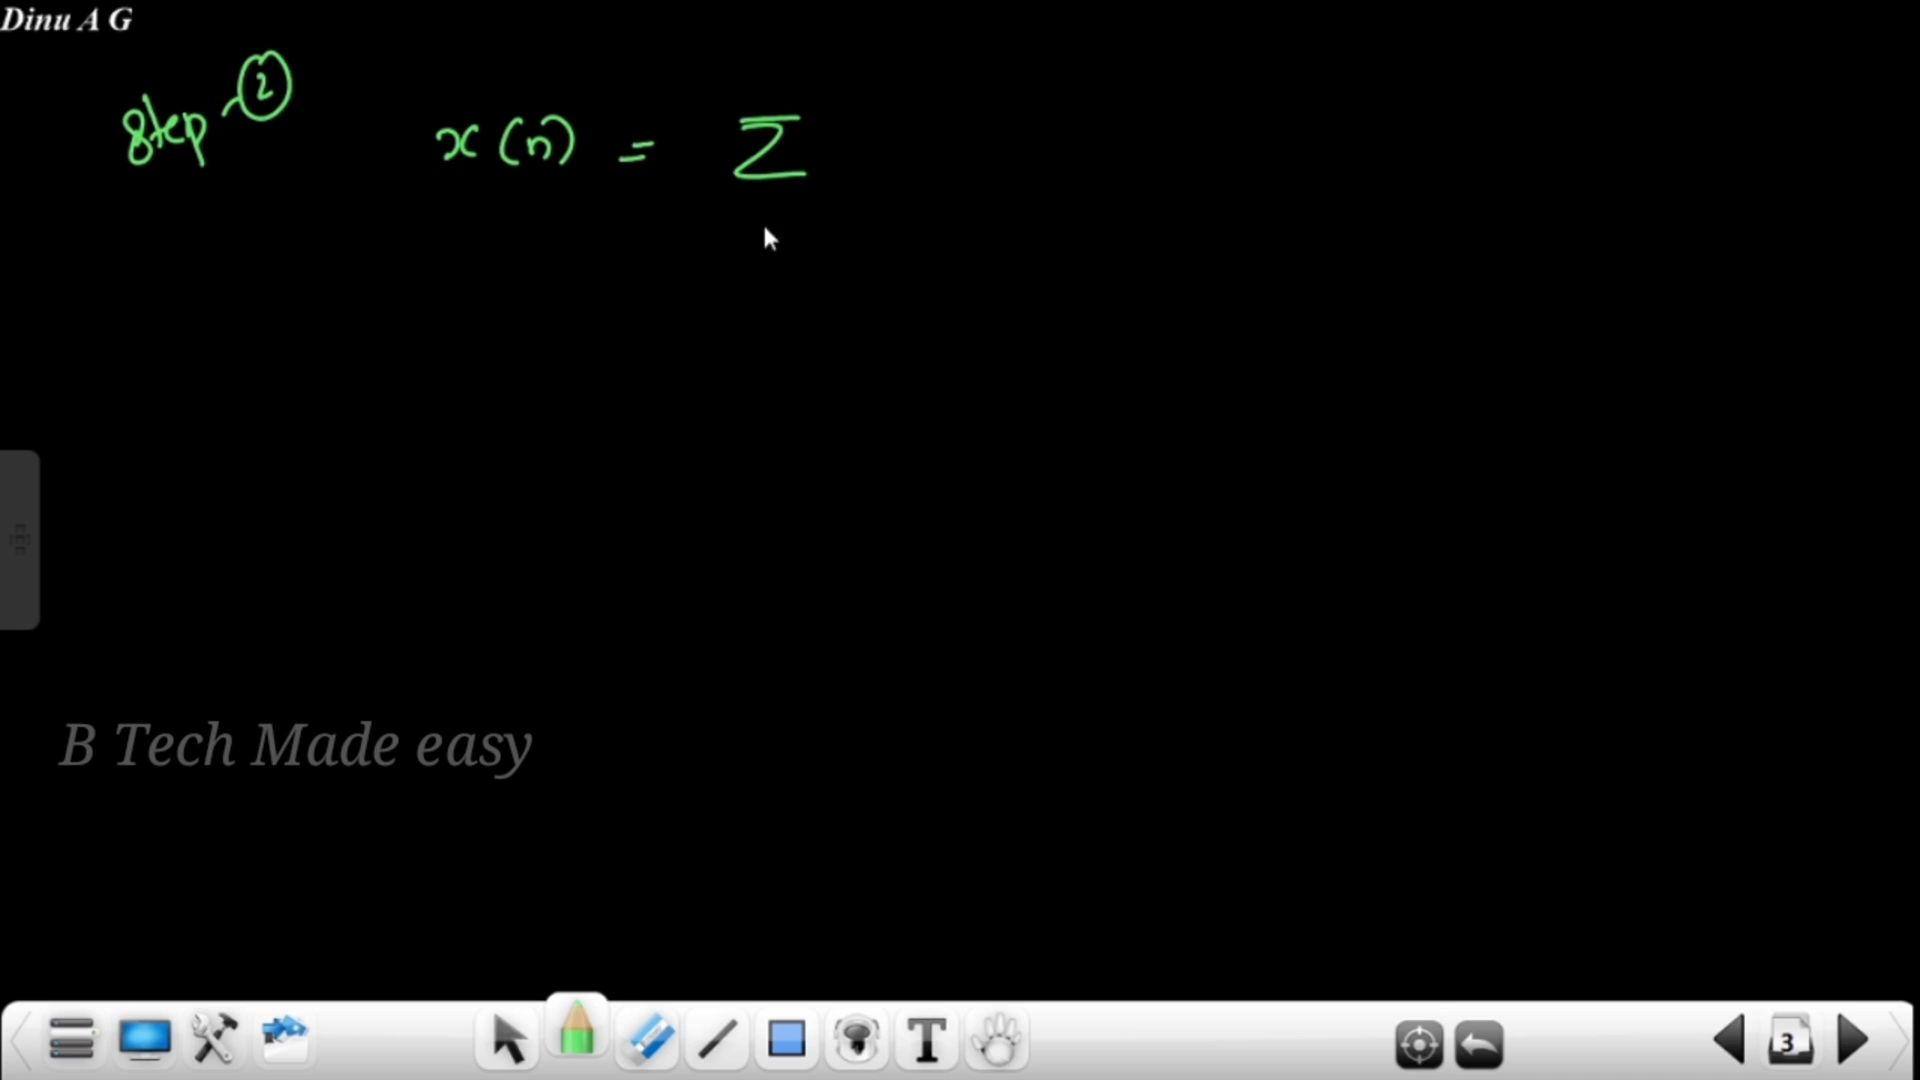 Dinu A G
Step - ②
x(n) = Σ
B Tech Made easy
T
3